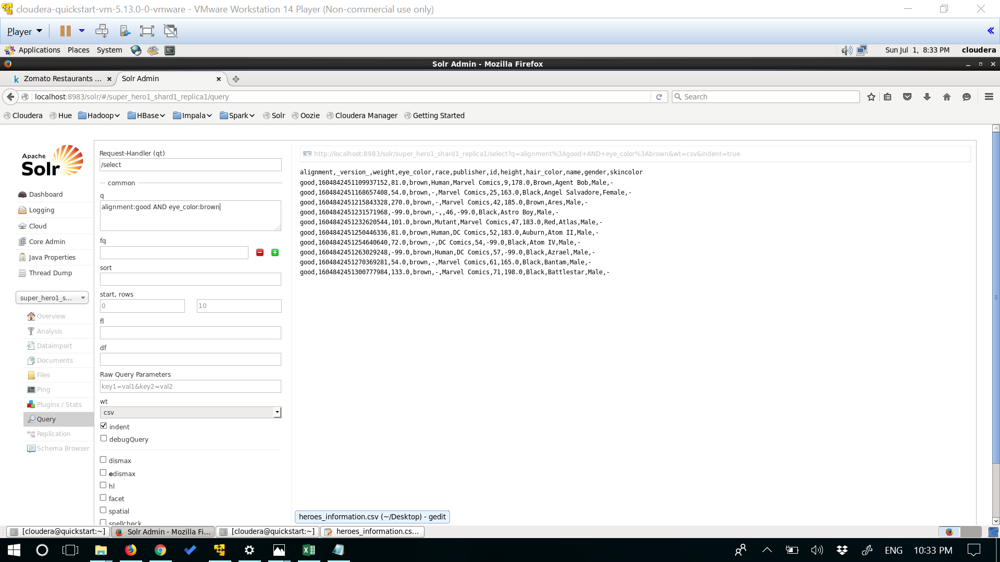 cloudera-quickstart-vm-5.13.0-0-vmware - VMware Workstation 14 Player (Non-commercial use only)
Player
Applications Places System Sun Jul 1, 8:33 PM cloudera
Solr Admin - Mozilla Firefox
Zomato Restaurants ... Solr Admin
localhost:8983/solr/#/super_hero1_shard1_replica1/query Search
Cloudera Hue Hadoop HBase Impala Spark Solr Oozie Cloudera Manager Getting Started
Apache
Solr
Dashboard
Logging
Cloud
Core Admin
Java Properties
Thread Dump
super_hero1_s...
Overview
Analysis
Dataimport
Documents
Files
Ping
Plugins / Stats
Query
Replication
Schema Browser
Request-Handler (qt)
/select
common
q
alignment:good AND eye_color:brown
fq
sort
start, rows
0 10
fl
df
Raw Query Parameters
key1=val1&key2=val2
wt
csv
indent
debugQuery
dismax
edismax
hl
facet
spatial
spellcheck
http://localhost:8983/solr/super_hero1_shard1_replica1/select?q=alignment%3Agood+AND+eye_color%3Abrown&wt=csv&indent=true
alignment,_version_,weight,eye_color,race,publisher,id,height,hair_color,name,gender,skincolor
good,1604842451109937152,81.0,brown,Human,Marvel Comics,9,178.0,Brown,Agent Bob,Male,-
good,1604842451168657408,54.0,brown,-,Marvel Comics,25,163.0,Black,Angel Salvadore,Female,-
good,1604842451215843328,270.0,brown,-,Marvel Comics,42,185.0,Brown,Ares,Male,-
good,1604842451231571968,-99.0,brown,-,,46,-99.0,Black,Astro Boy,Male,-
good,1604842451232620544,101.0,brown,Mutant,Marvel Comics,47,183.0,Red,Atlas,Male,-
good,1604842451250446336,81.0,brown,Human,DC Comics,52,183.0,Auburn,Atom II,Male,-
good,1604842451254640640,72.0,brown,-,DC Comics,54,-99.0,Black,Atom IV,Male,-
good,1604842451263029248,-99.0,brown,Human,DC Comics,57,-99.0,Black,Azrael,Male,-
good,1604842451270369281,54.0,brown,-,Marvel Comics,61,165.0,Black,Bantam,Male,-
good,1604842451300777984,133.0,brown,-,Marvel Comics,71,198.0,Black,Battlestar,Male,-
heroes_information.csv (~/Desktop) - gedit
[cloudera@quickstart:~] Solr Admin - Mozilla Fi... [cloudera@quickstart:~] heroes_information.cs...
ENG 10:33 PM